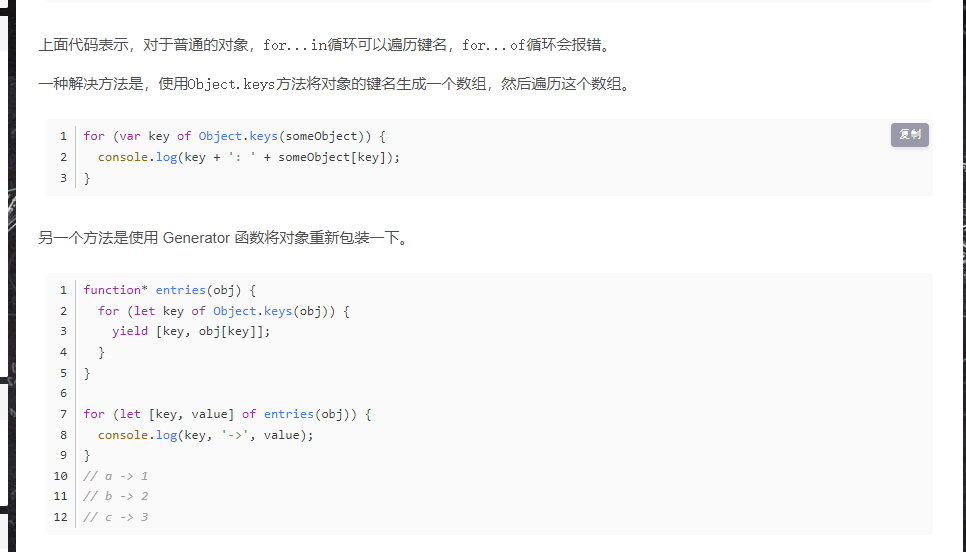 上面代码表示，对于普通的对象，for...in循环可以遍历键名，for...of循环会报错。
一种解决方法是，使用Object.keys方法将对象的键名生成一个数组，然后遍历这个数组。
复制
1 for (var key of Object.keys(someObject)) {
2   console.log(key + ': ' + someObject[key]);
3 }
另一个方法是使用 Generator 函数将对象重新包装一下。
1 function* entries(obj) {
2   for (let key of Object.keys(obj)) {
3     yield [key, obj[key]];
4   }
5 }
6
7 for (let [key, value] of entries(obj)) {
8   console.log(key, '->', value);
9 }
10 // a -> 1
11 // b -> 2
12 // c -> 3